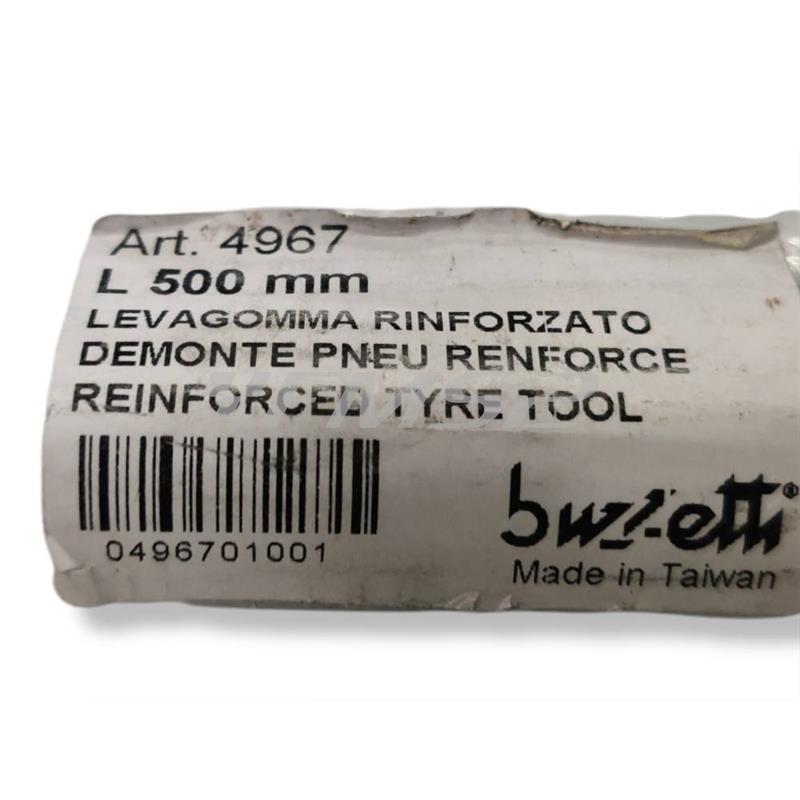 Art. 4967
L 500 mm
LEVAGOMMA RINFORZATO
DEMONTE PNEU RENFORCE
REINFORCED TYRE TOOL
0496701001
buzzetti®
Made in Taiwan